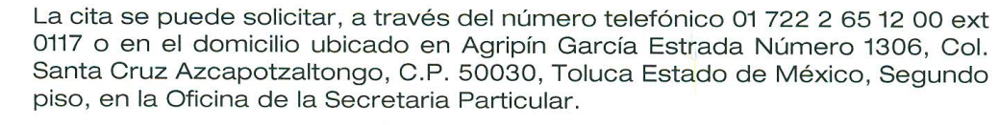 La cita se puede solicitar, a través del número telefónico 01 722 2 65 12 00 ext
0117 o en el domicilio ubicado en Agripín García Estrada Número 1306, Col.
Santa Cruz Azcapotzaltongo, C.P. 50030, Toluca Estado de México, Segundo
piso, en la Oficina de la Secretaria Particular.